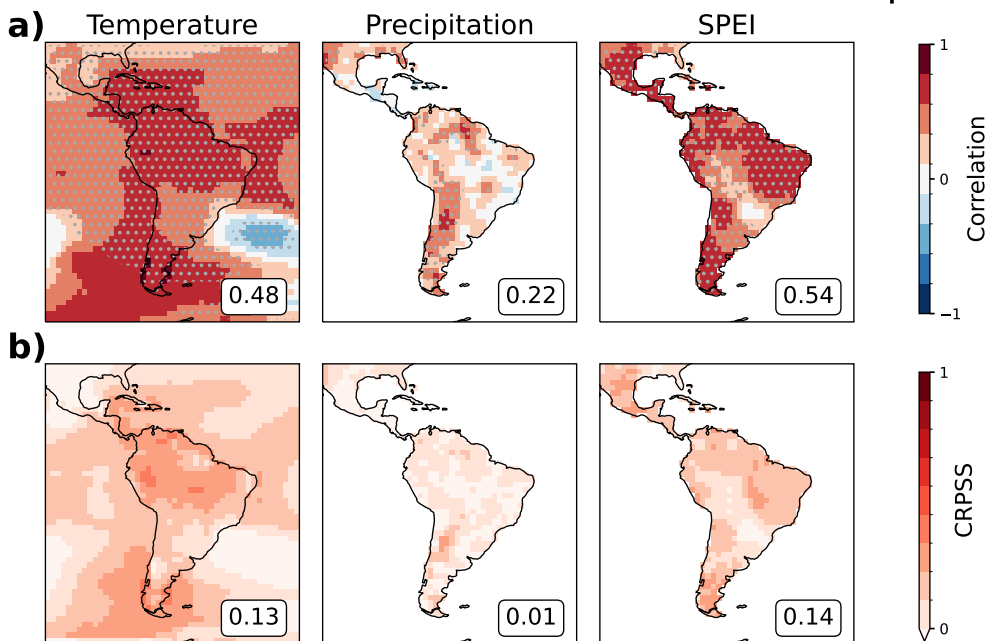 a) Temperature Precipitation SPEI
0.48 0.22 0.54
1
0
−1
Correlation
b)
0.13 0.01 0.14
1
0
CRPSS